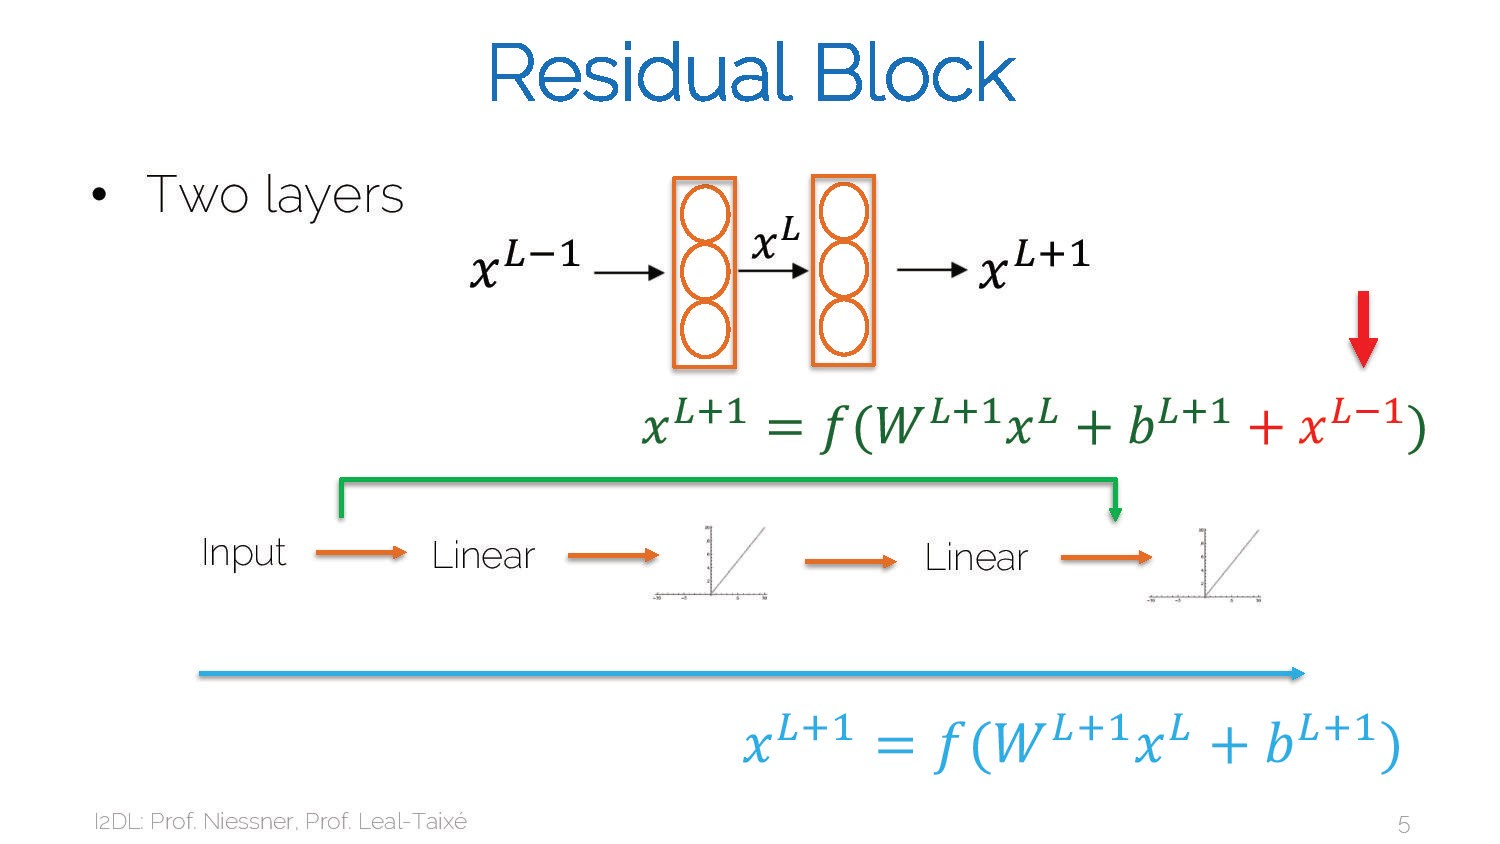 Residual Block
• Two layers
x^{L-1} x^L x^{L+1}
x^{L+1} = f(W^{L+1}x^L + b^{L+1} + x^{L-1})
Input Linear Linear
x^{L+1} = f(W^{L+1}x^L + b^{L+1})
I2DL: Prof. Niessner, Prof. Leal-Taixé 5